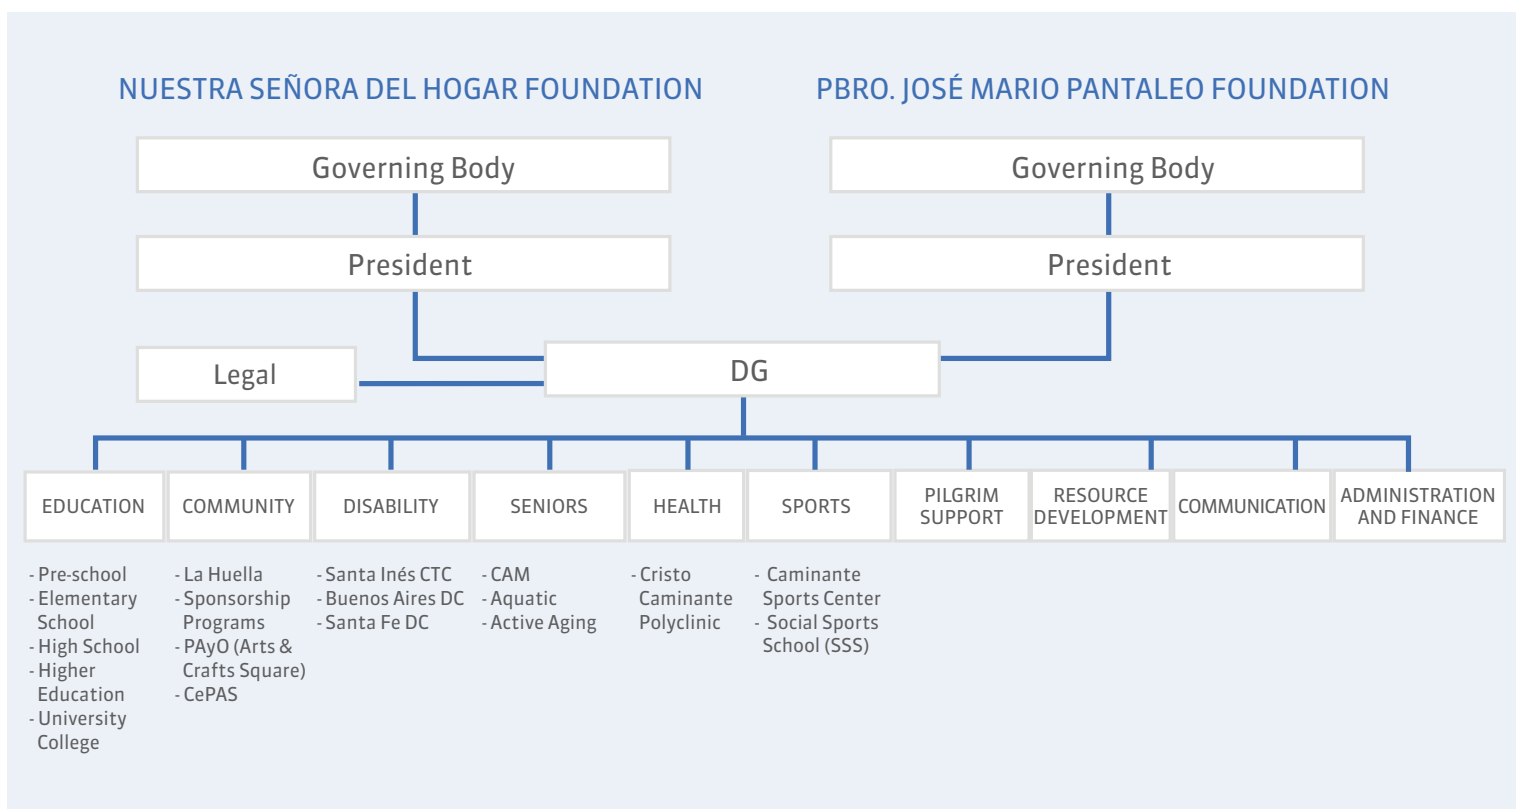 NUESTRA SEÑORA DEL HOGAR FOUNDATION
PBRO. JOSÉ MARIO PANTALEO FOUNDATION
Governing Body
Governing Body
President
President
Legal
DG
EDUCATION
COMMUNITY
DISABILITY
SENIORS
HEALTH
SPORTS
PILGRIM
SUPPORT
RESOURCE
DEVELOPMENT
COMMUNICATION
ADMINISTRATION
AND FINANCE
- Pre-school
- Elementary
School
- High School
- Higher
Education
- University
College
- La Huella
- Sponsorship
Programs
- PAyO (Arts &
Crafts Square)
- CePAS
- Santa Inés CTC
- Buenos Aires DC
- Santa Fe DC
- CAM
- Aquatic
- Active Aging
- Cristo
Caminante
Polyclinic
- Caminante
Sports Center
- Social Sports
School (SSS)